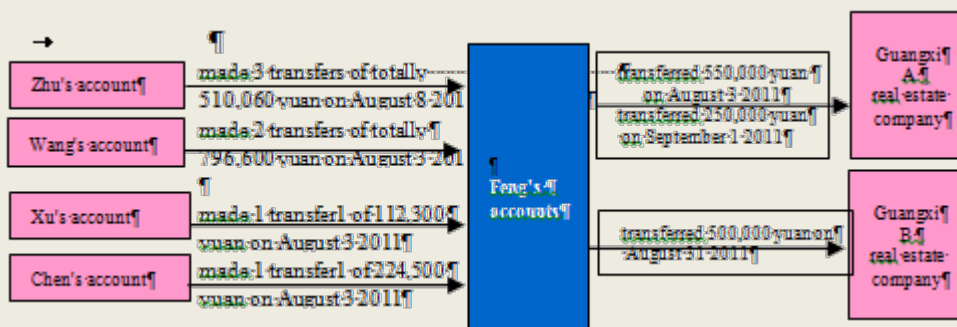 Zhu's account
made 3 transfers of totally
510,060 yuan on August 8 201
Wang's account
made 2 transfers of totally
796,600 yuan on August 3 201
Xu's account
made 1 transfer1 of 112,300
yuan on August 3 2011
Chen's account
made 1 transfer1 of 224,500
yuan on August 3 2011
Feng's
accounts
transferred 550,000 yuan
on August 3 2011
transferred 250,000 yuan
on September 1 2011
transferred 500,000 yuan on
August 31 2011
Guangxi
A
real estate
company
Guangxi
B
real estate
company